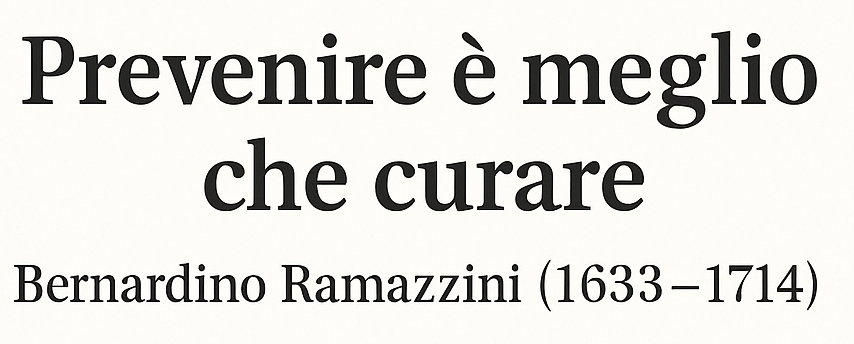 Prevenire è meglio
che curare
Bernardino Ramazzini (1633–1714)